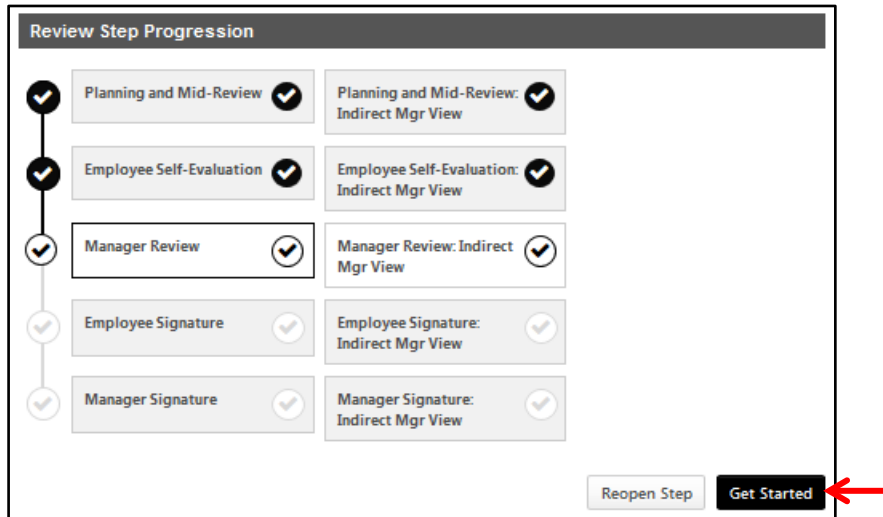 Review Step Progression
Planning and Mid-Review
Planning and Mid-Review:
Indirect Mgr View
Employee Self-Evaluation
Employee Self-Evaluation:
Indirect Mgr View
Manager Review
Manager Review: Indirect
Mgr View
Employee Signature
Employee Signature:
Indirect Mgr View
Manager Signature
Manager Signature:
Indirect Mgr View
Reopen Step
Get Started